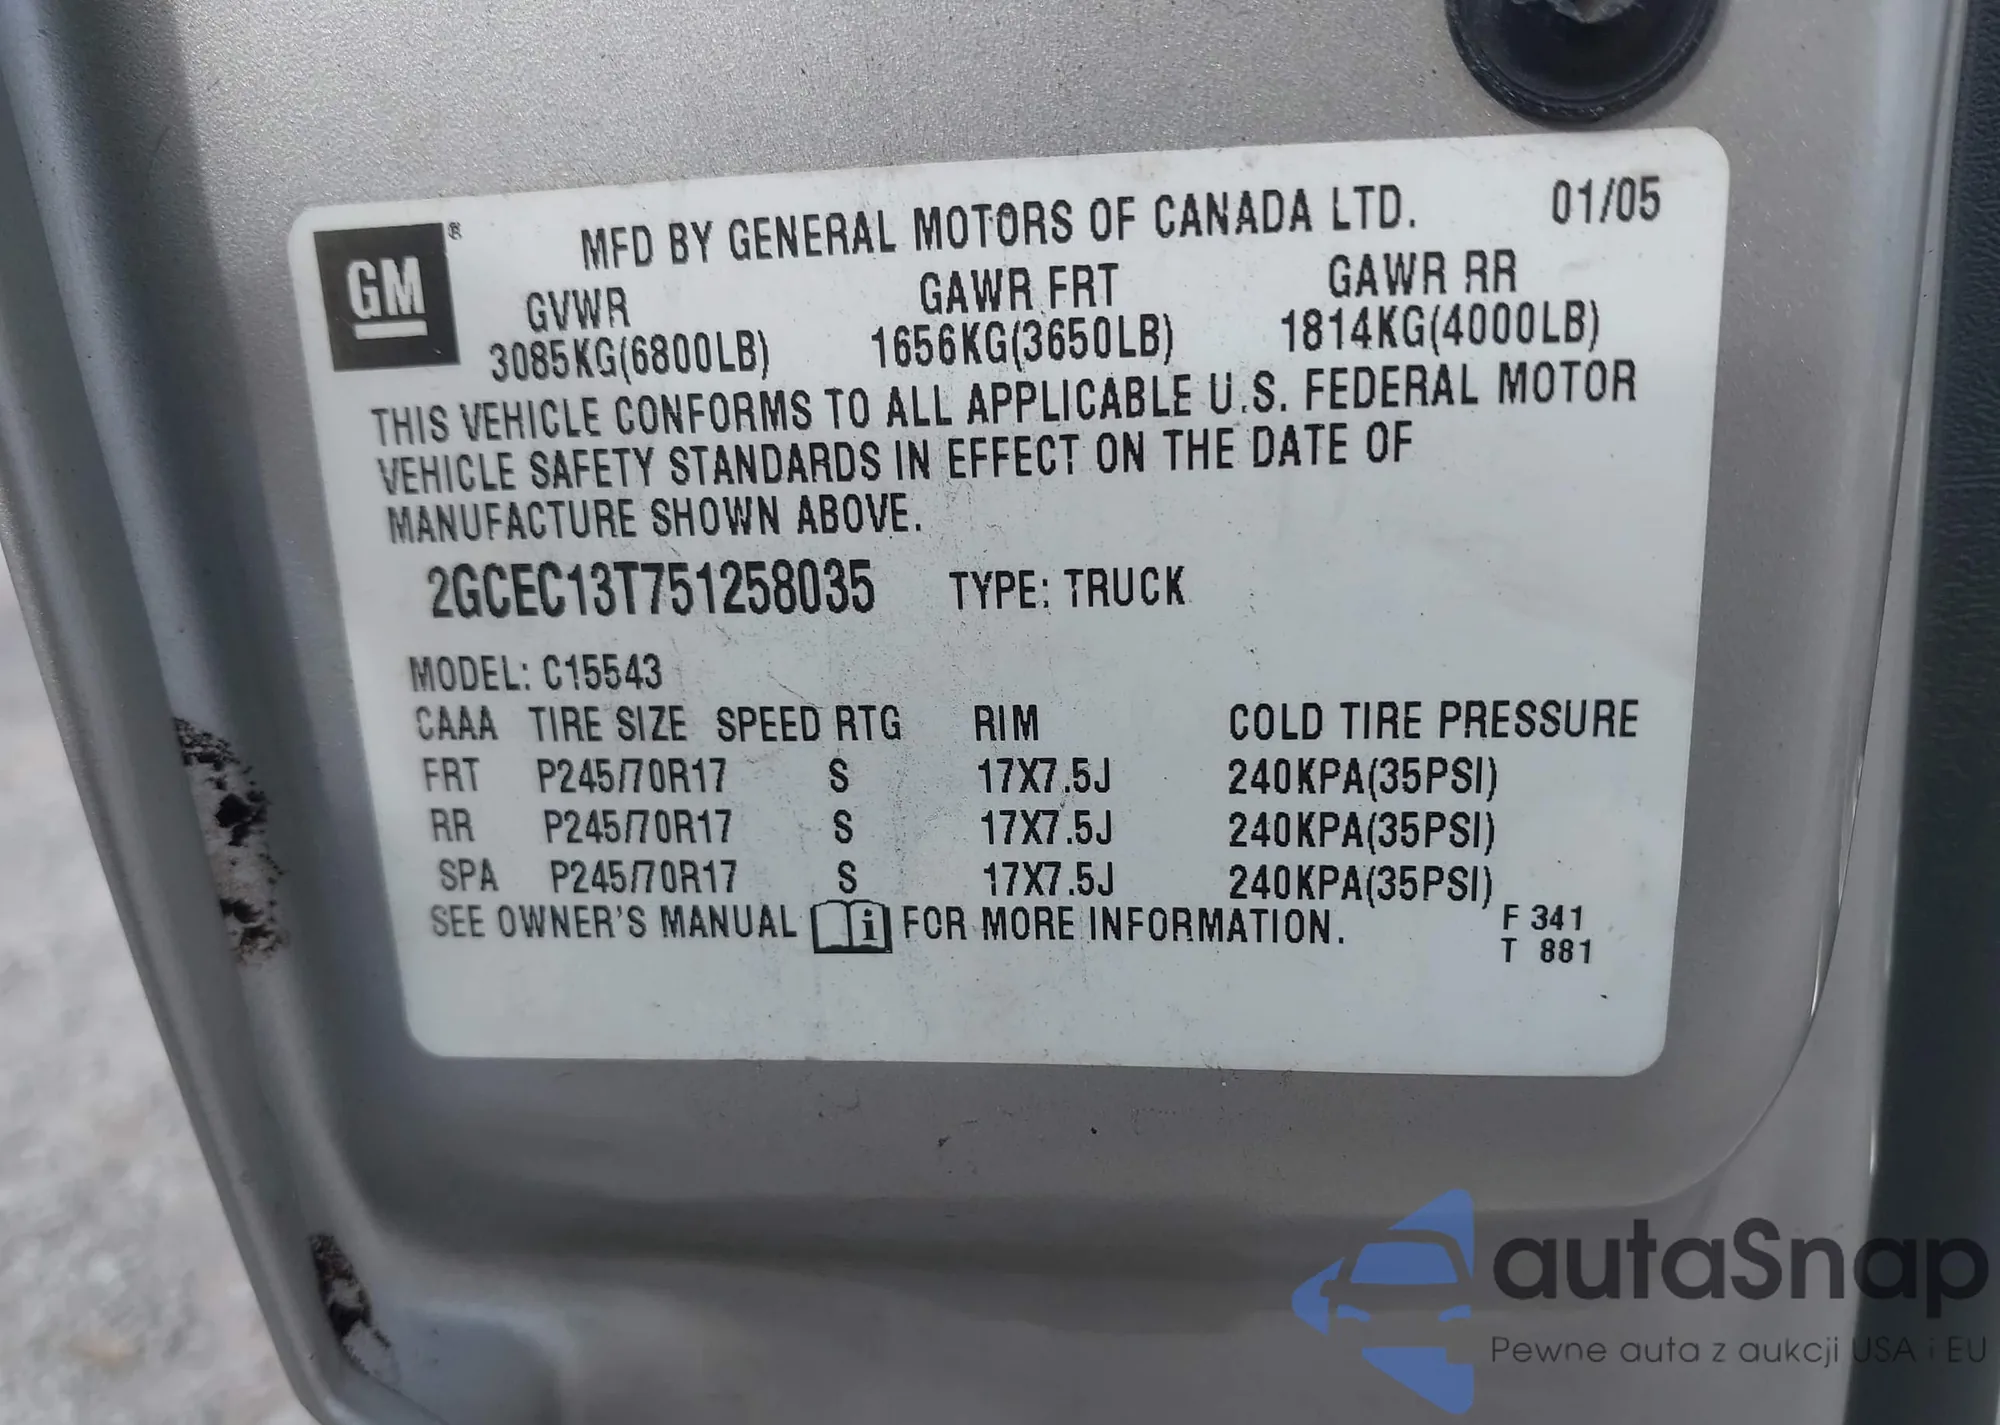 GM®
MFD BY GENERAL MOTORS OF CANADA LTD. 01/05
GVWR GAWR FRT GAWR RR
3085KG(6800LB) 1656KG(3650LB) 1814KG(4000LB)
THIS VEHICLE CONFORMS TO ALL APPLICABLE U.S. FEDERAL MOTOR
VEHICLE SAFETY STANDARDS IN EFFECT ON THE DATE OF
MANUFACTURE SHOWN ABOVE.
2GCEC13T751258035 TYPE: TRUCK
MODEL: C15543
CAAA TIRE SIZE SPEED RTG RIM COLD TIRE PRESSURE
FRT P245/70R17 S 17X7.5J 240KPA(35PSI)
RR P245/70R17 S 17X7.5J 240KPA(35PSI)
SPA P245/70R17 S 17X7.5J 240KPA(35PSI)
SEE OWNER'S MANUAL i FOR MORE INFORMATION.
F 341
T 881
autaSnap
Pewne auta z aukcji USA i EU